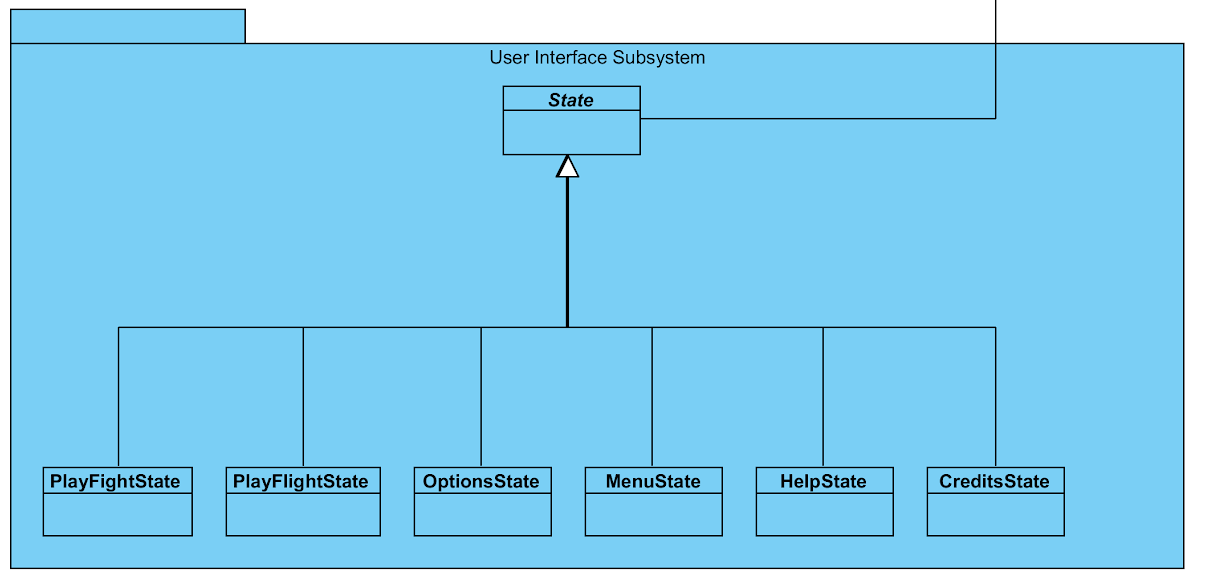 User Interface Subsystem
State
PlayFightState
PlayFlightState
OptionsState
MenuState
HelpState
CreditsState